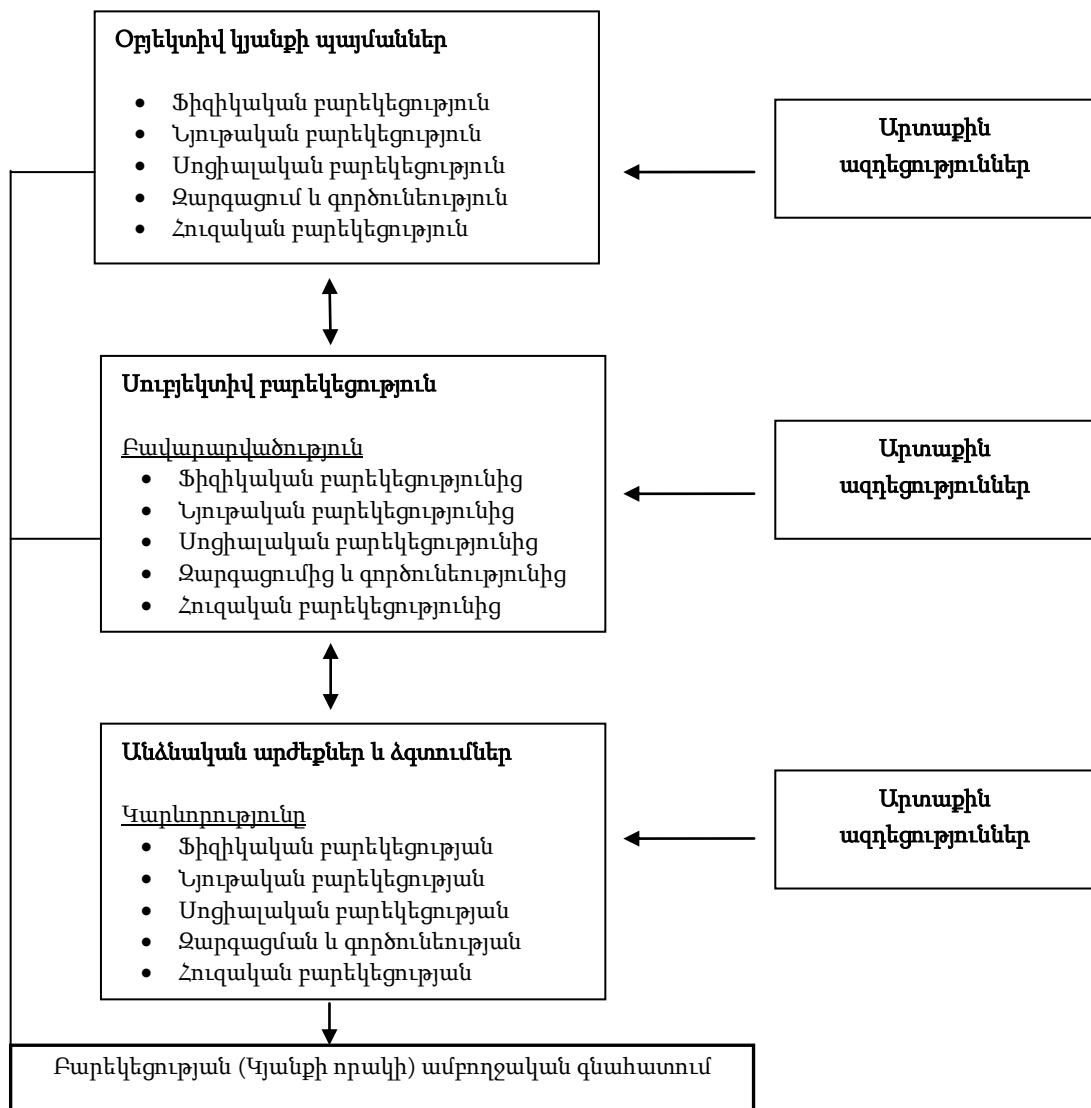 Օբյեկտիվ կյանքի պայմաններ
• Ֆիզիկական բարեկեցություն
• Նյութական բարեկեցություն
• Սոցիալական բարեկեցություն
• Զարգացում և գործունեություն
• Հուզական բարեկեցություն
Արտաքին
ազդեցություններ
Սուբյեկտիվ բարեկեցություն
Բավարարվածություն
• Ֆիզիկական բարեկեցությունից
• Նյութական բարեկեցությունից
• Սոցիալական բարեկեցությունից
• Զարգացումից և գործունեությունից
• Հուզական բարեկեցությունից
Արտաքին
ազդեցություններ
Անձնական արժեքներ և ձգտումներ
Կարևորությունը
• Ֆիզիկական բարեկեցության
• Նյութական բարեկեցության
• Սոցիալական բարեկեցության
• Զարգացման և գործունեության
• Հուզական բարեկեցության
Արտաքին
ազդեցություններ
Բարեկեցության (Կյանքի որակի) ամբողջական գնահատում